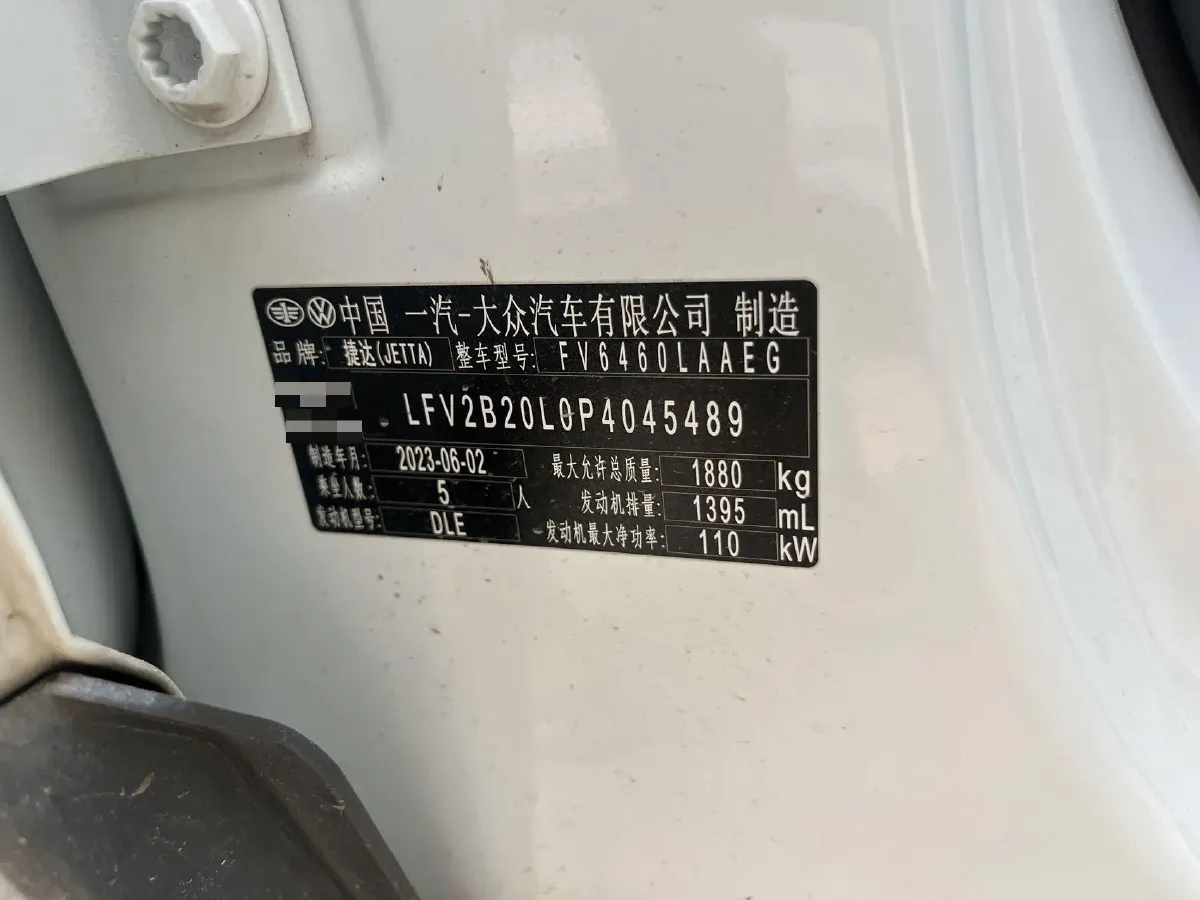 中国 一汽-大众汽车有限公司 制造
品牌: 捷达(JETTA) 整车型号: FV6460LAAEG
LFV2B20L0P4045489
制造年月: 2023-06-02 最大允许总质量: 1880 kg
乘坐人数: 5 人 发动机排量: 1395 mL
发动机型号: DLE 发动机最大净功率: 110 kW